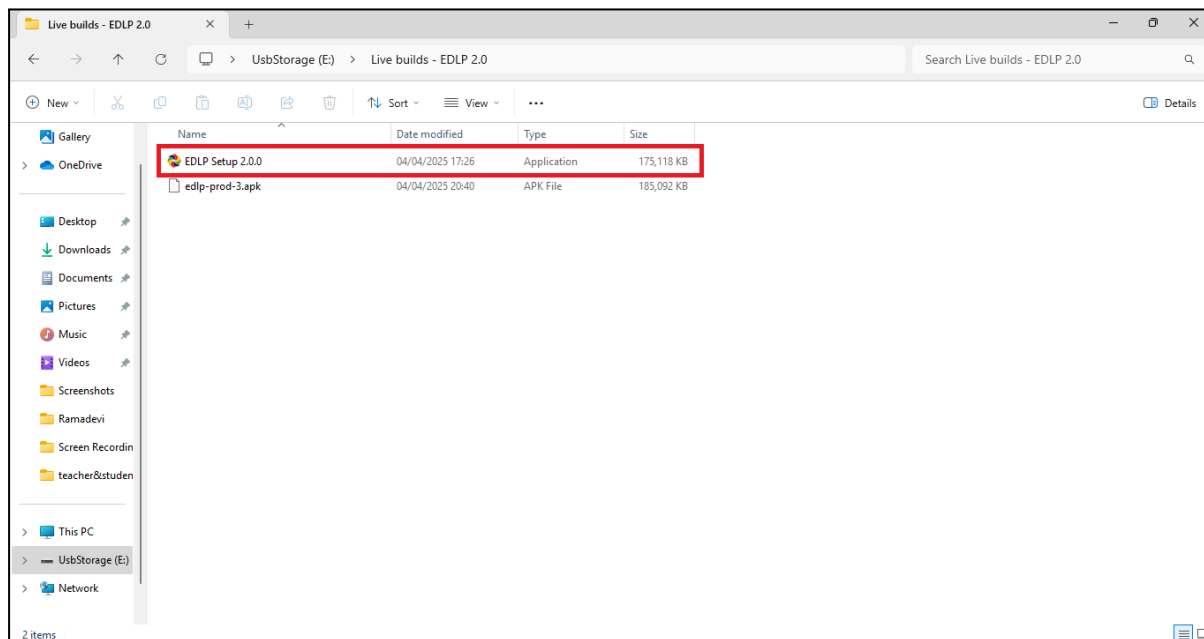 Live builds - EDLP 2.0
UsbStorage (E:) > Live builds - EDLP 2.0
Search Live builds - EDLP 2.0
New
Sort
View
Details
Name Date modified Type Size
EDLP Setup 2.0.0 04/04/2025 17:26 Application 175,118 KB
edlp-prod-3.apk 04/04/2025 20:40 APK File 185,092 KB
Gallery
OneDrive
Desktop
Downloads
Documents
Pictures
Music
Videos
Screenshots
Ramadevi
Screen Recordin
teacher&studen
This PC
UsbStorage (E:)
Network
2 items